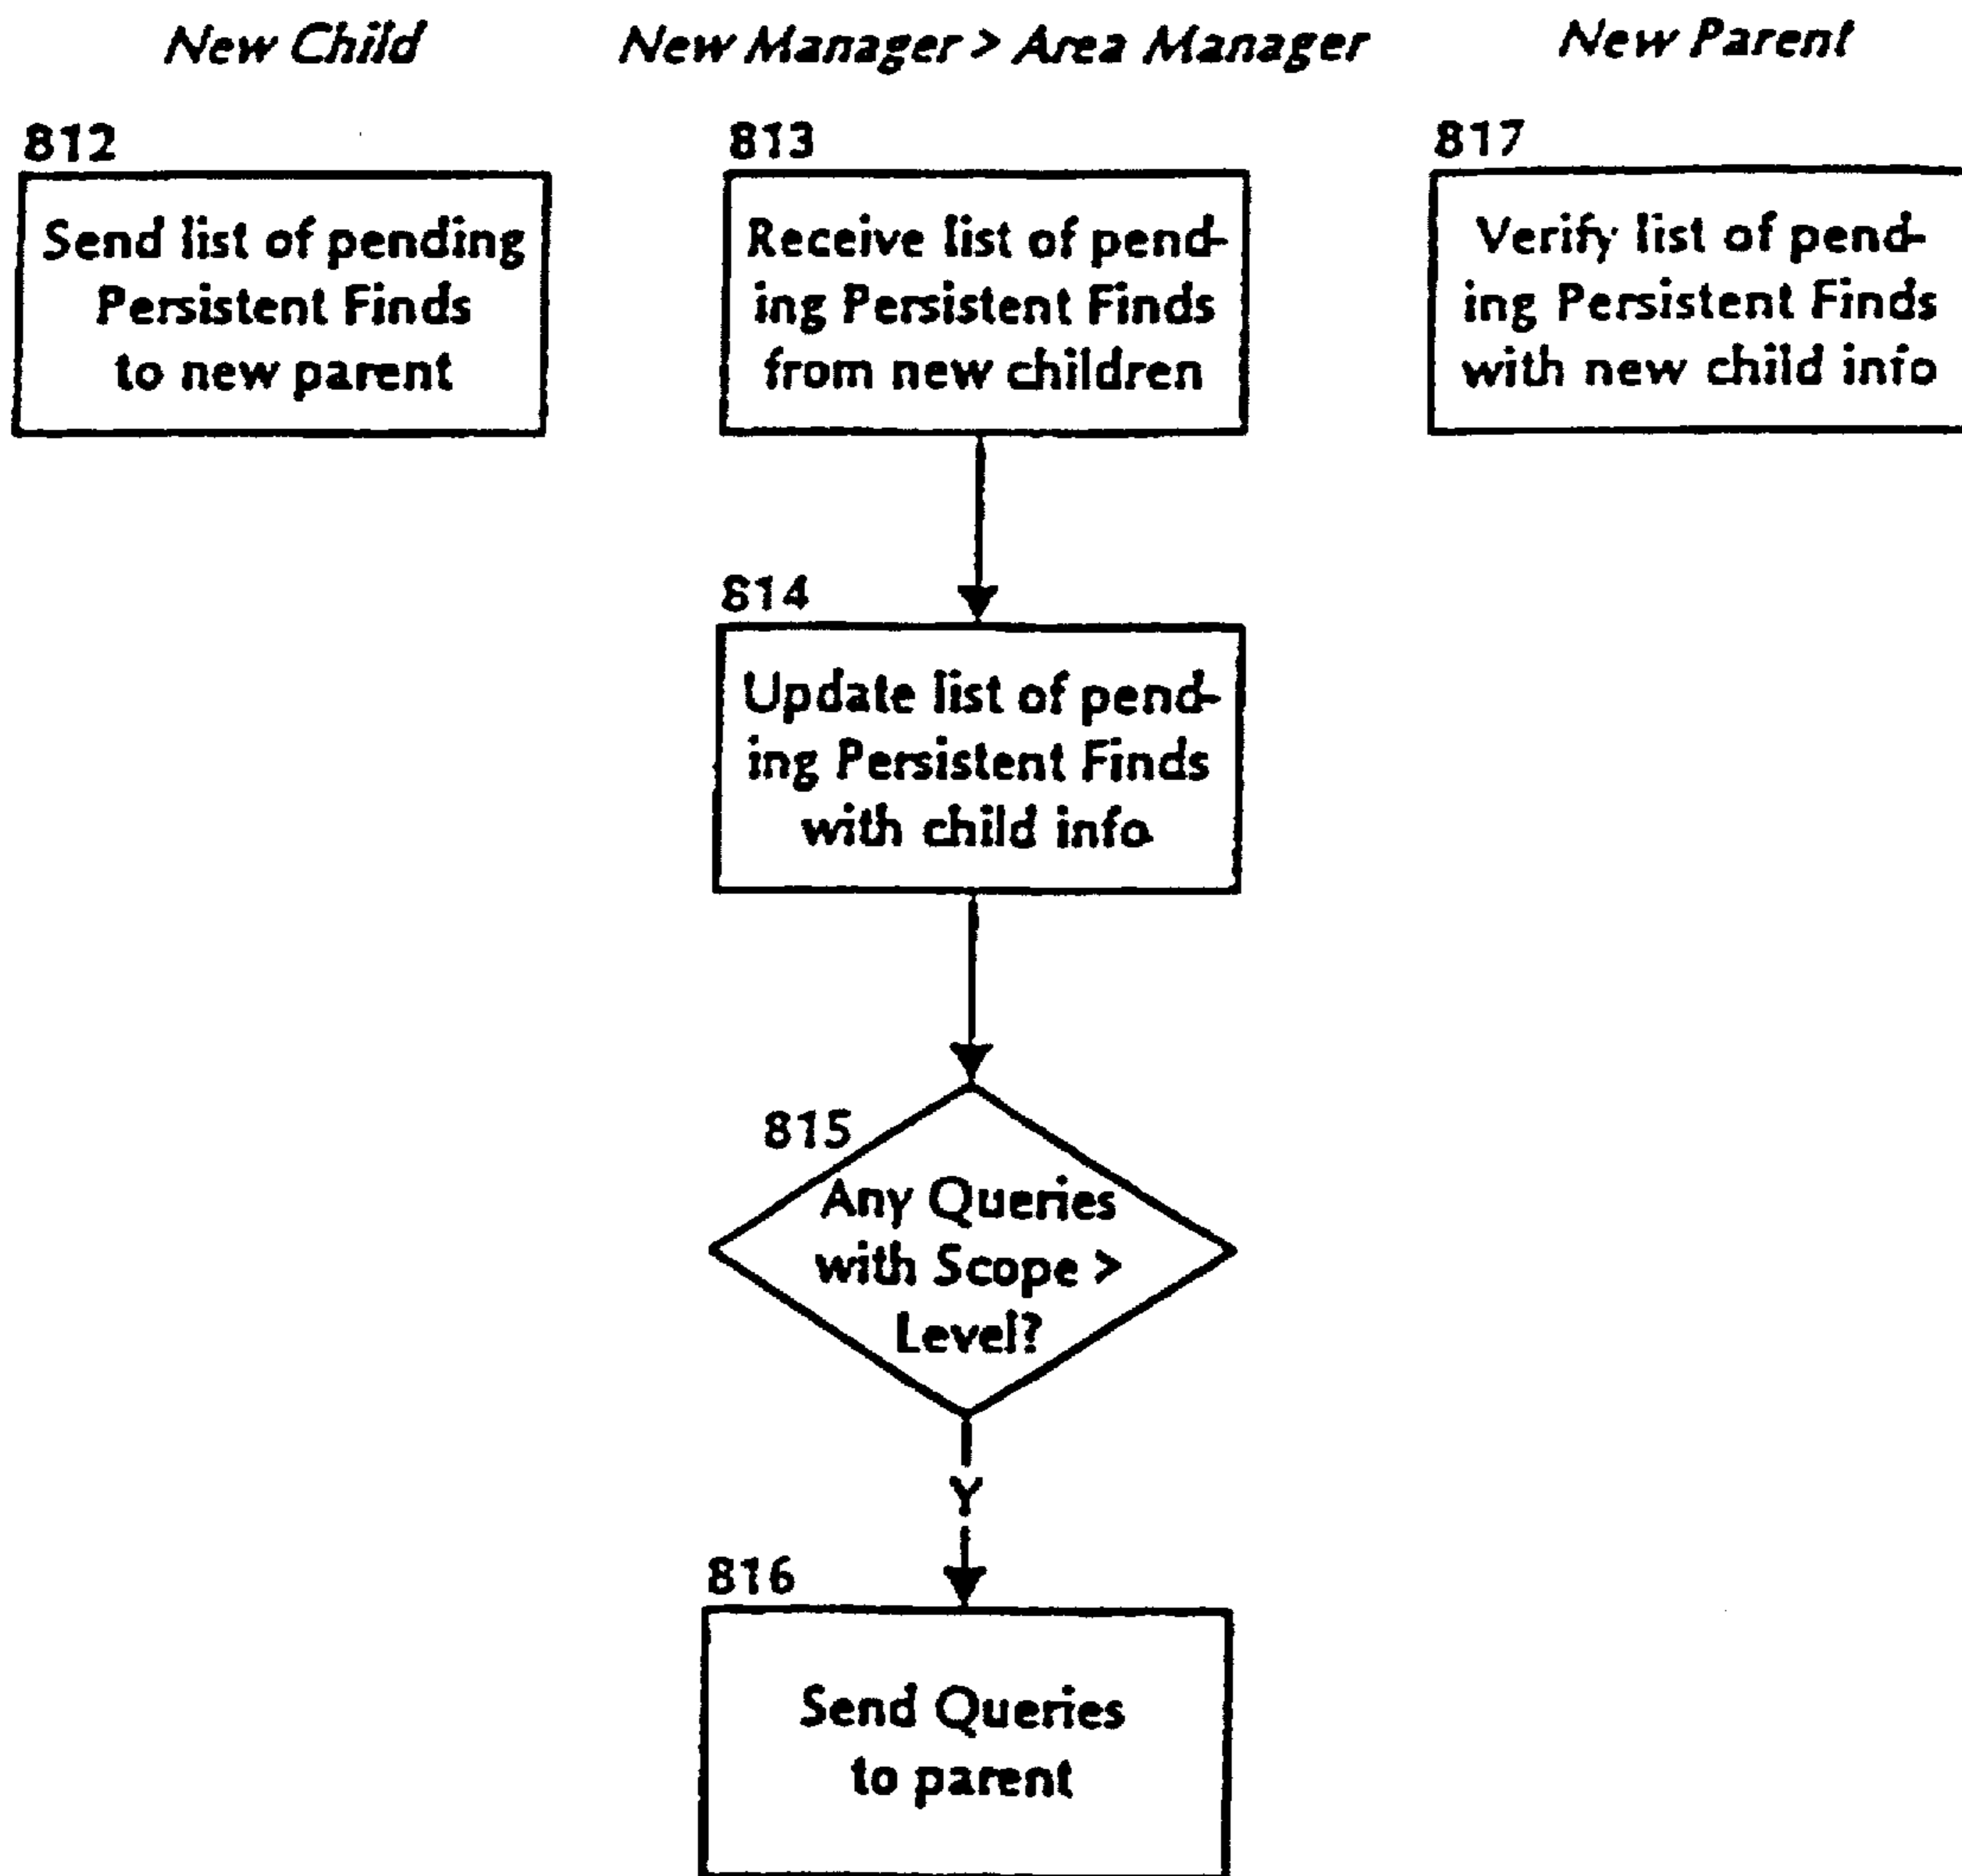 New Child
New Manager > Area Manager
New Parent
812
Send list of pending
Persistent Finds
to new parent
813
Receive list of pend-
ing Persistent Finds
from new children
817
Verify list of pend-
ing Persistent Finds
with new child info
814
Update list of pend-
ing Persistent Finds
with child info
815
Any Queries
with Scope >
Level?
Y
816
Send Queries
to parent